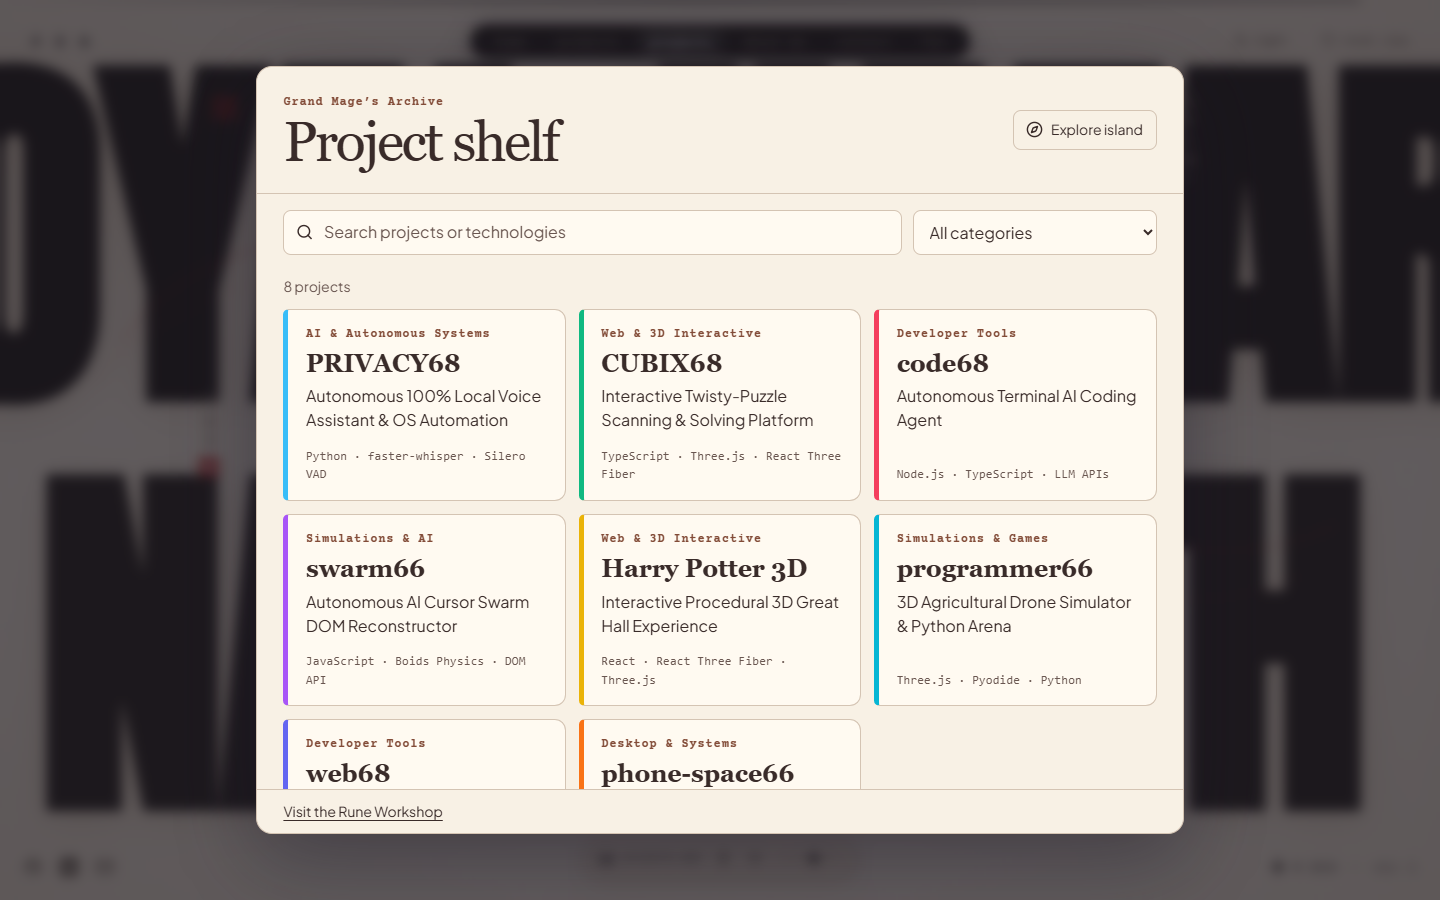 Grand Mage's Archive
Project shelf
Explore island
Search projects or technologies
All categories
8 projects
AI & Autonomous Systems
PRIVACY68
Autonomous 100% Local Voice
Assistant & OS Automation
Python · faster-whisper · Silero
VAD
Web & 3D Interactive
CUBIX68
Interactive Twisty-Puzzle
Scanning & Solving Platform
TypeScript · Three.js · React Three
Fiber
Developer Tools
code68
Autonomous Terminal AI Coding
Agent
Node.js · TypeScript · LLM APIs
Simulations & AI
swarm66
Autonomous AI Cursor Swarm
DOM Reconstructor
JavaScript · Boids Physics · DOM
API
Web & 3D Interactive
Harry Potter 3D
Interactive Procedural 3D Great
Hall Experience
React · React Three Fiber ·
Three.js
Simulations & Games
programmer66
3D Agricultural Drone Simulator
& Python Arena
Three.js · Pyodide · Python
Developer Tools
web68
Desktop & Systems
phone-space66
Visit the Rune Workshop